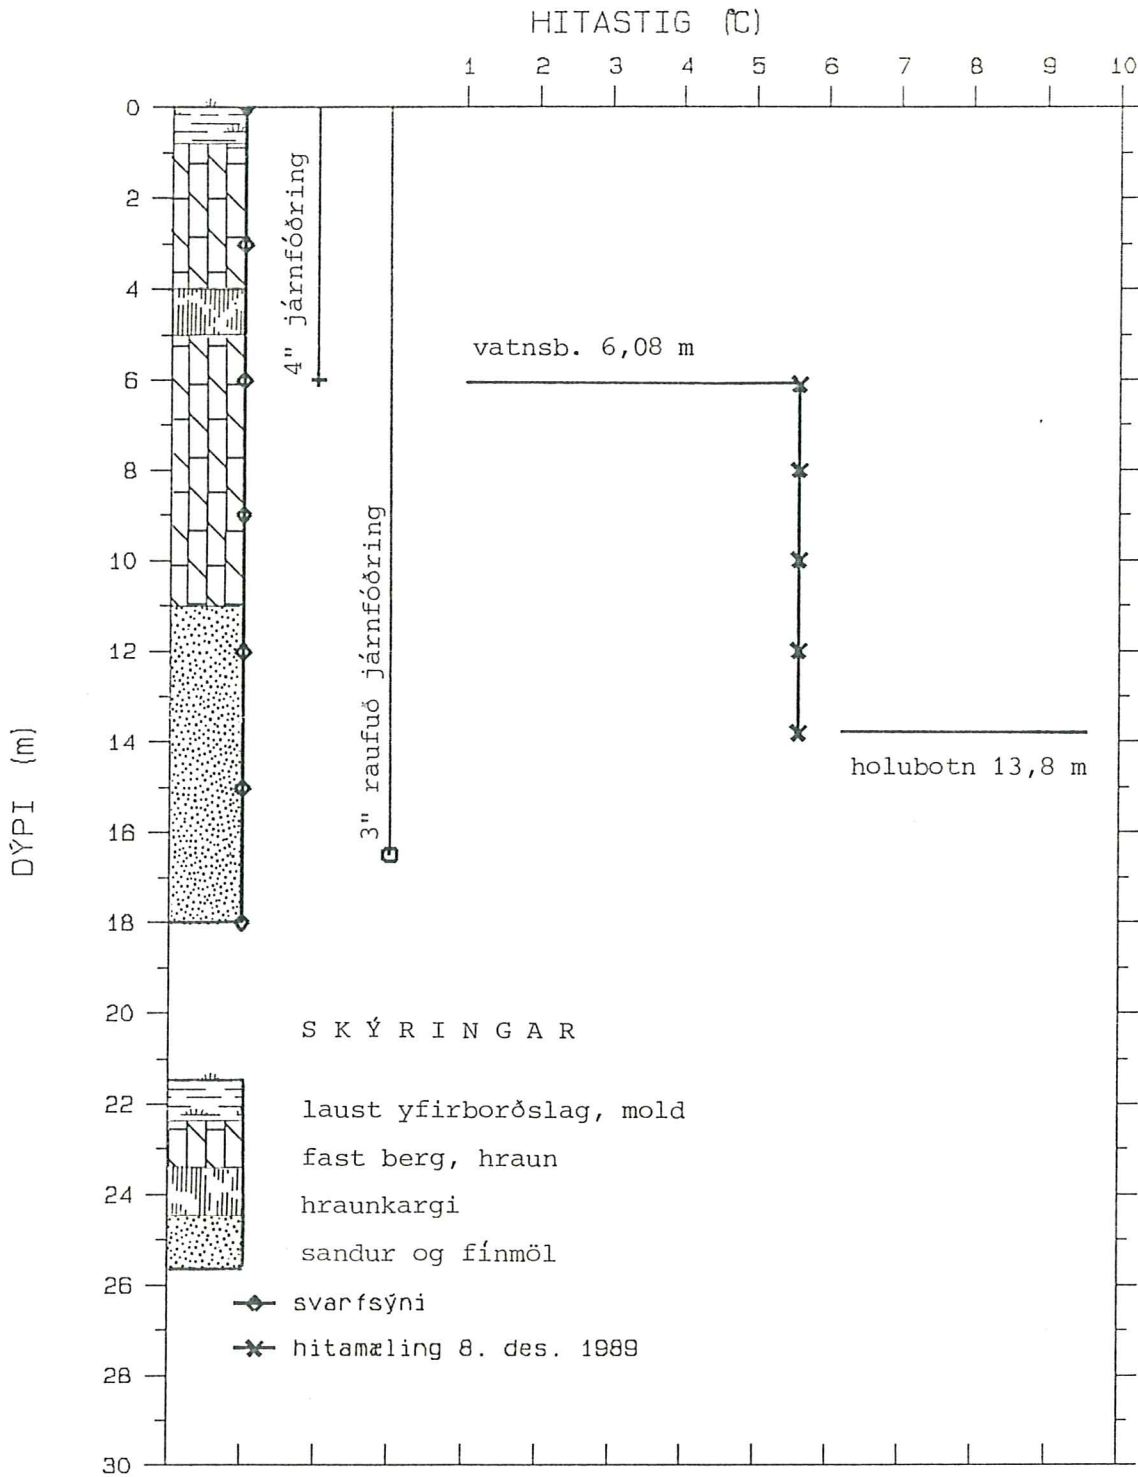 HITASTIG (°C)
1 2 3 4 5 6 7 8 9 10
0
2
4
6
8
10
12
14
16
18
20
22
24
26
28
30
DÝPI (m)
4" járnfóðring
3" raufuð járnfóðring
vatnsb. 6,08 m
holubotn 13,8 m
SKÝRINGAR
laust yfirborðslag, mold
fast berg, hraun
hraunkargi
sandur og fínmöl
svarfsýni
hitamæling 8. des. 1989